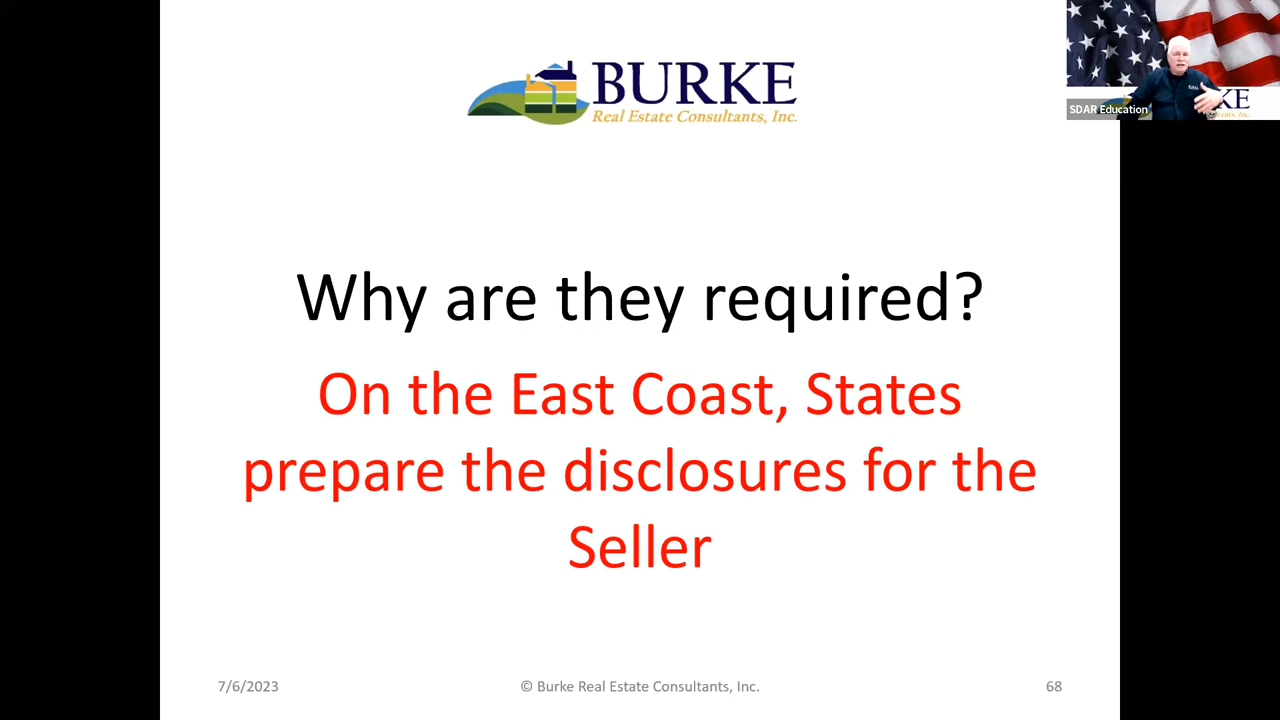 BURKE
Real Estate Consultants, Inc.
SDAR Education
KE
Why are they required?
On the East Coast, States
prepare the disclosures for the
Seller
7/6/2023
© Burke Real Estate Consultants, Inc.
68